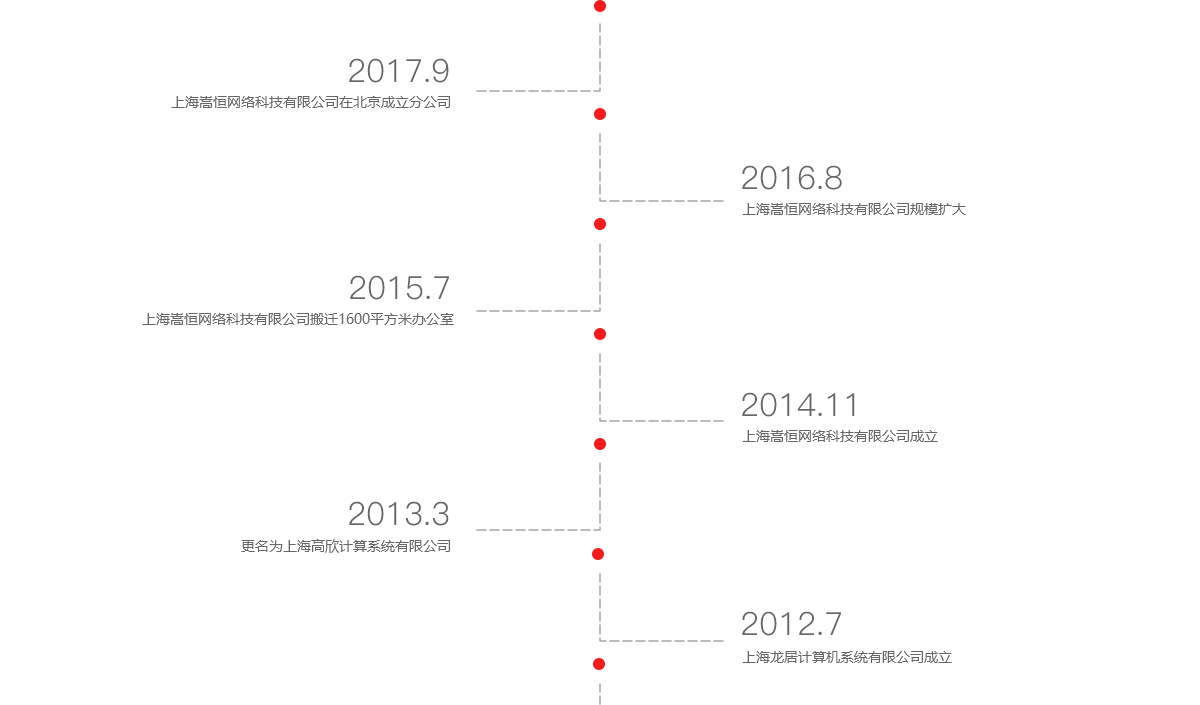 2017.9
上海嵩恒网络科技有限公司在北京成立分公司
2016.8
上海嵩恒网络科技有限公司规模扩大
2015.7
上海嵩恒网络科技有限公司搬迁1600平方米办公室
2014.11
上海嵩恒网络科技有限公司成立
2013.3
更名为上海高欣计算系统有限公司
2012.7
上海龙居计算机系统有限公司成立